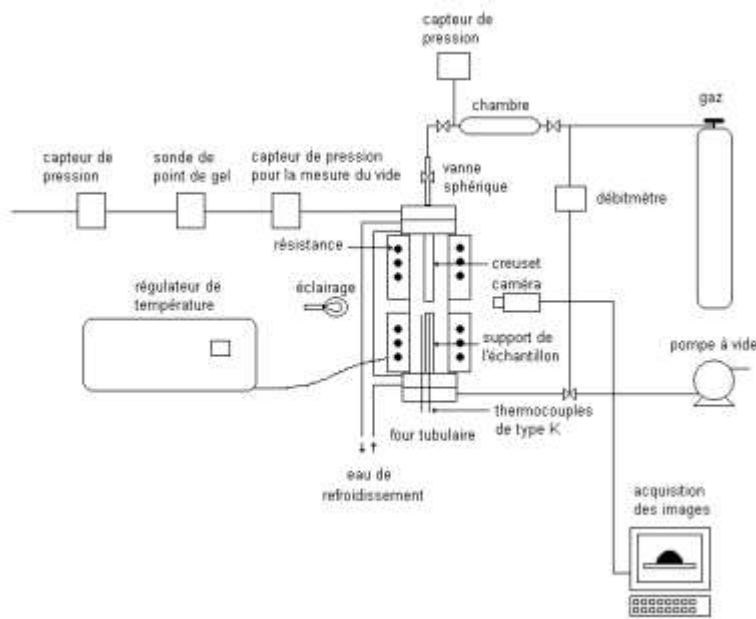 capteur de
pression
chambre
gaz
capteur de
pression
sonde de
point de gel
capteur de pression
pour la mesure du vide
vanne
sphérique
débitmètre
résistance
creuset
caméra
éclairage
régulateur de
température
support de
l'échantillon
pompe à vide
thermocouples
de type K
four tubulaire
eau de
refroidissement
acquisition
des images